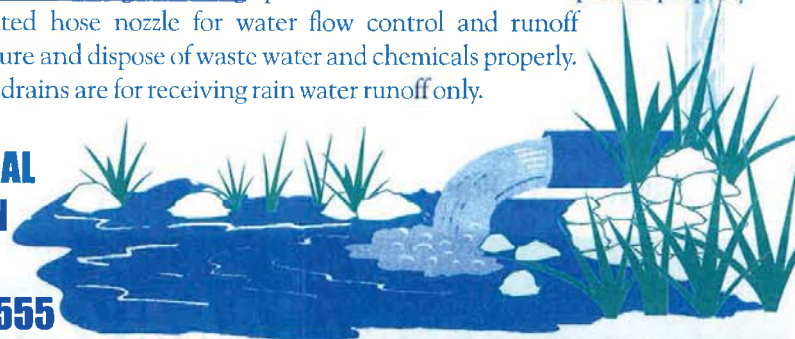 ted hose nozzle for water flow control and runoff
ure and dispose of waste water and chemicals properly.
drains are for receiving rain water runoff only.
AL
N
555